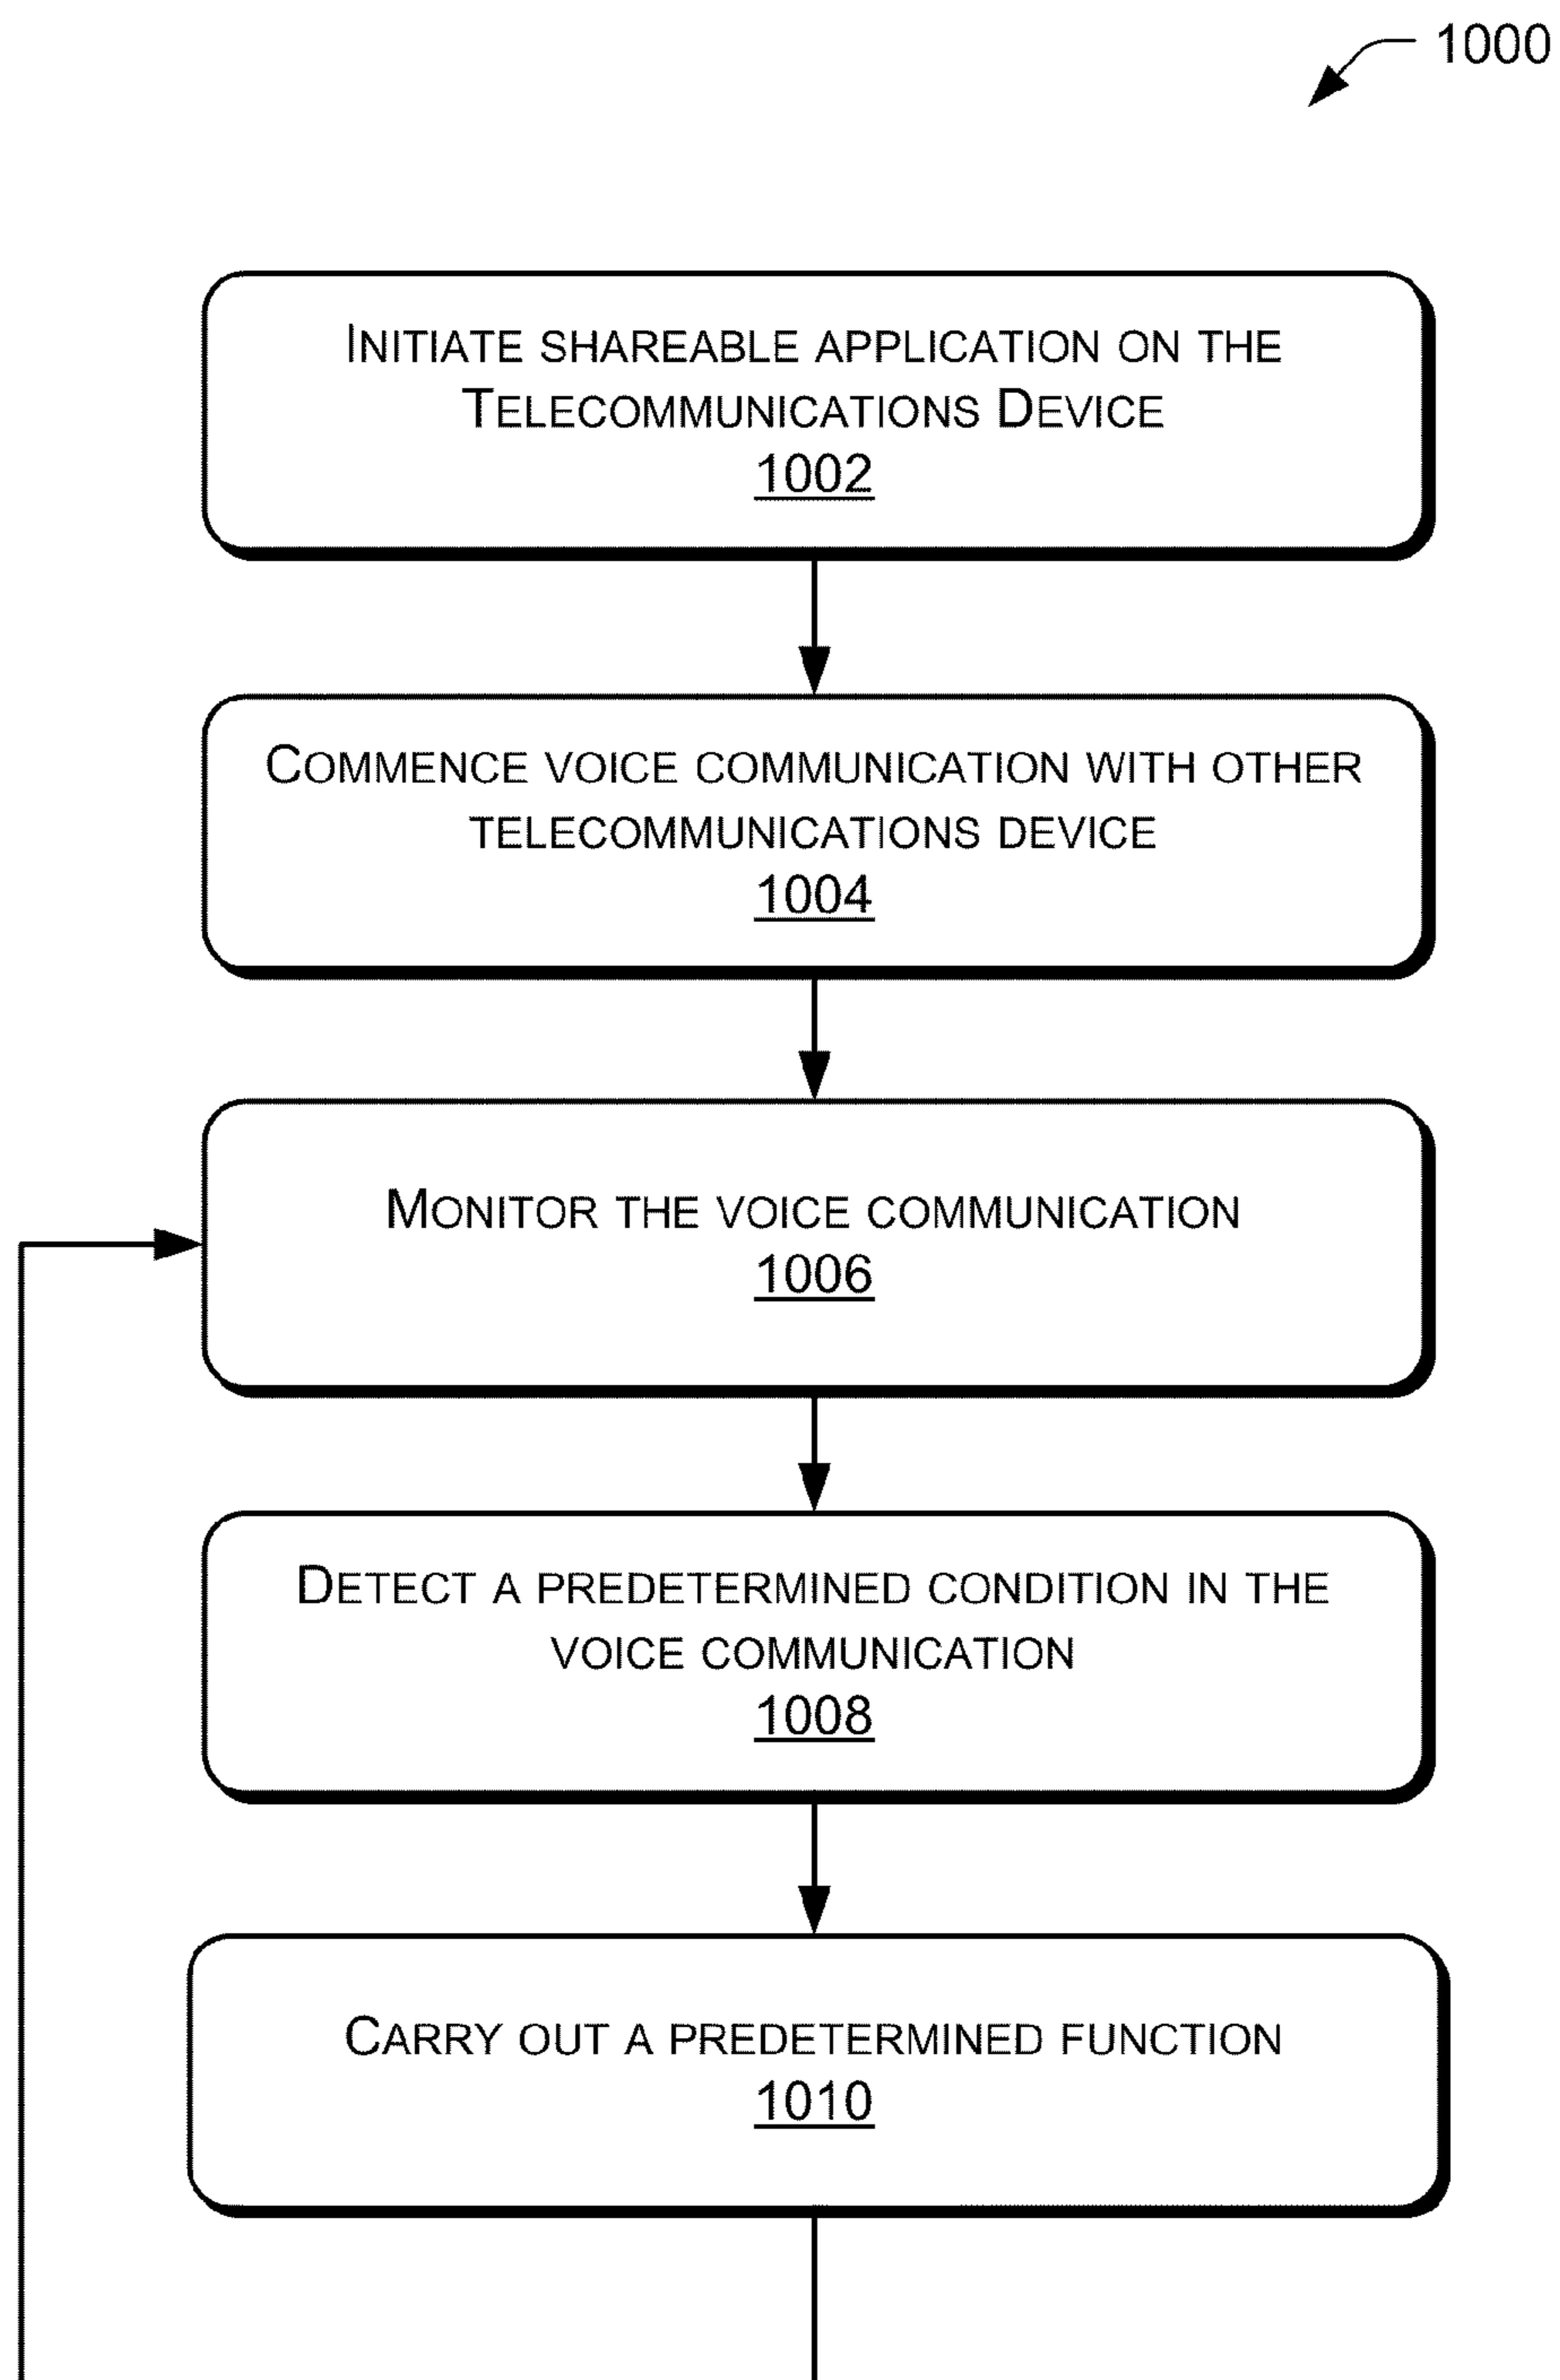 1000
INITIATE SHAREABLE APPLICATION ON THE
TELECOMMUNICATIONS DEVICE
1002
COMMENCE VOICE COMMUNICATION WITH OTHER
TELECOMMUNICATIONS DEVICE
1004
MONITOR THE VOICE COMMUNICATION
1006
DETECT A PREDETERMINED CONDITION IN THE
VOICE COMMUNICATION
1008
CARRY OUT A PREDETERMINED FUNCTION
1010